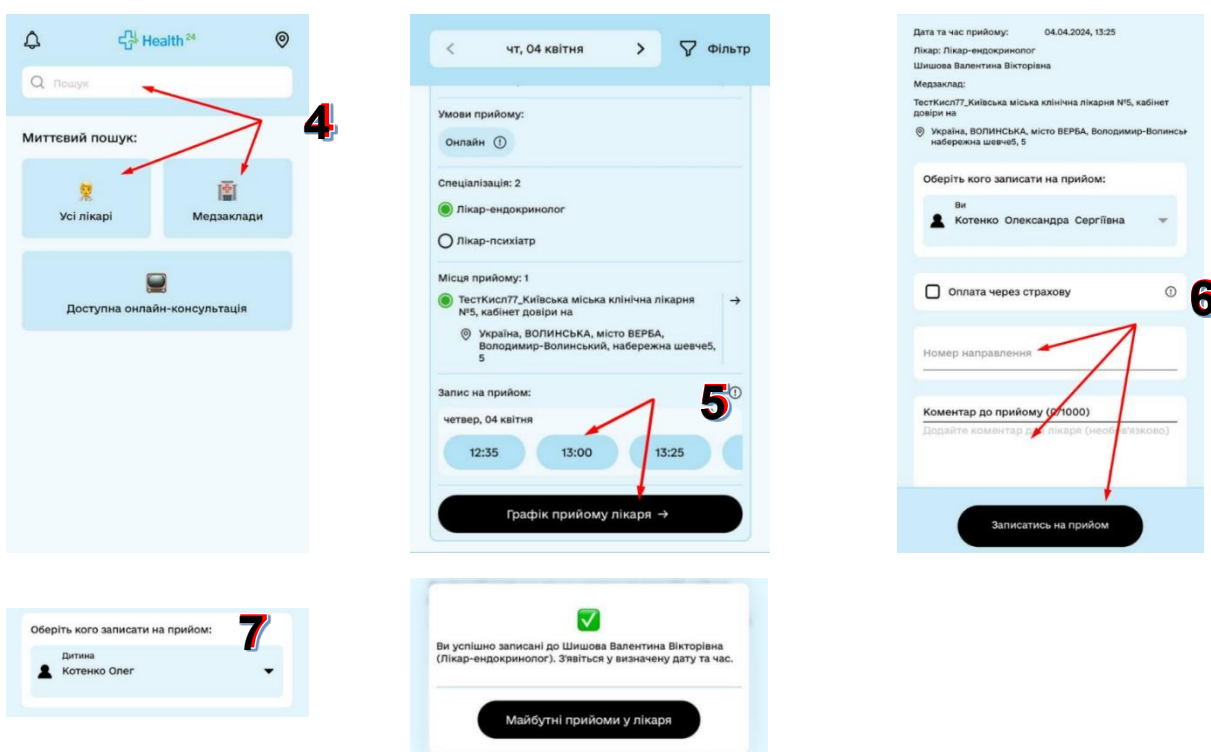 Health 24
Пошук
4
Миттєвий пошук:
Усі лікарі
Медзаклади
Доступна онлайн-консультація
чт, 04 квітня
Фільтр
Умови прийому:
Онлайн
Спеціалізація: 2
Лікар-ендокринолог
Лікар-психіатр
Місця прийому: 1
ТестКисл77_Київська міська клінічна лікарня
№5, кабінет довіри на
Україна, ВОЛИНСЬКА, місто ВЕРБА,
Володимир-Волинський, набережна шевче5,
5
Запис на прийом:
5
четвер, 04 квітня
12:35 13:00 13:25
Графік прийому лікаря →
Дата та час прийому: 04.04.2024, 13:25
Лікар: Лікар-ендокринолог
Шишова Валентина Вікторівна
Медзаклад:
ТестКисл77_Київська міська клінічна лікарня №5, кабінет
довіри на
Україна, ВОЛИНСЬКА, місто ВЕРБА, Володимир-Волинськ
набережна шевче5, 5
Оберіть кого записати на прийом:
Ви
Котенко Олександра Сергіївна
Оплата через страхову
6
Номер направлення
Коментар до прийому (0/1000)
Додайте коментар для лікаря (необов'язково)
Записатись на прийом
Оберіть кого записати на прийом:
7
Дитина
Котенко Олег
Ви успішно записані до Шишова Валентина Вікторівна
(Лікар-ендокринолог). З'явіться у визначену дату та час.
Майбутні прийоми у лікаря